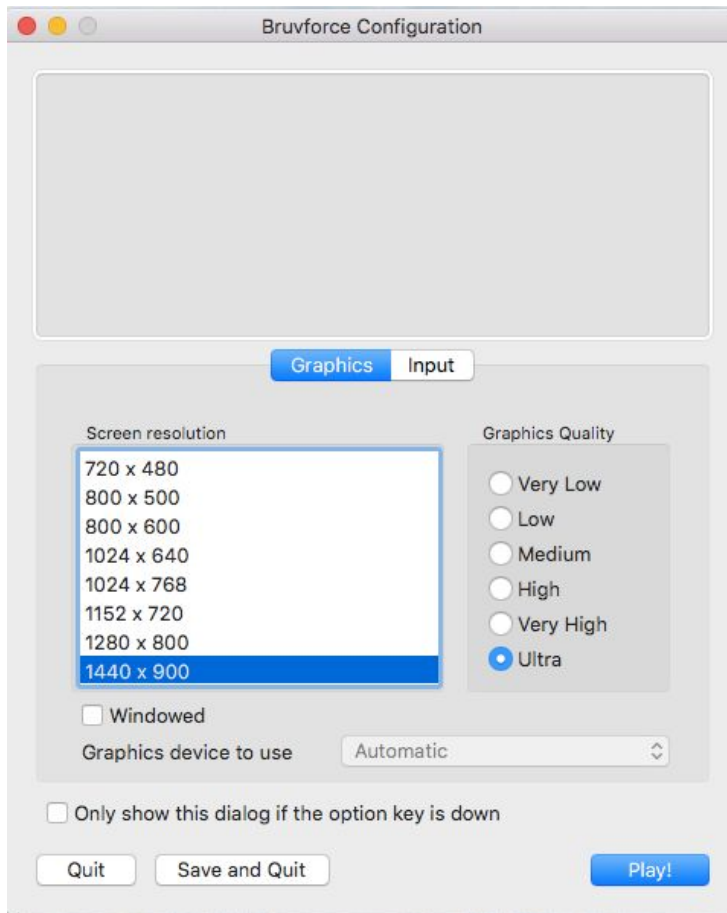 Bruvforce Configuration
Graphics Input
Screen resolution
720 x 480
800 x 500
800 x 600
1024 x 640
1024 x 768
1152 x 720
1280 x 800
1440 x 900
Graphics Quality
Very Low
Low
Medium
High
Very High
Ultra
Windowed
Graphics device to use Automatic
Only show this dialog if the option key is down
Quit Save and Quit Play!